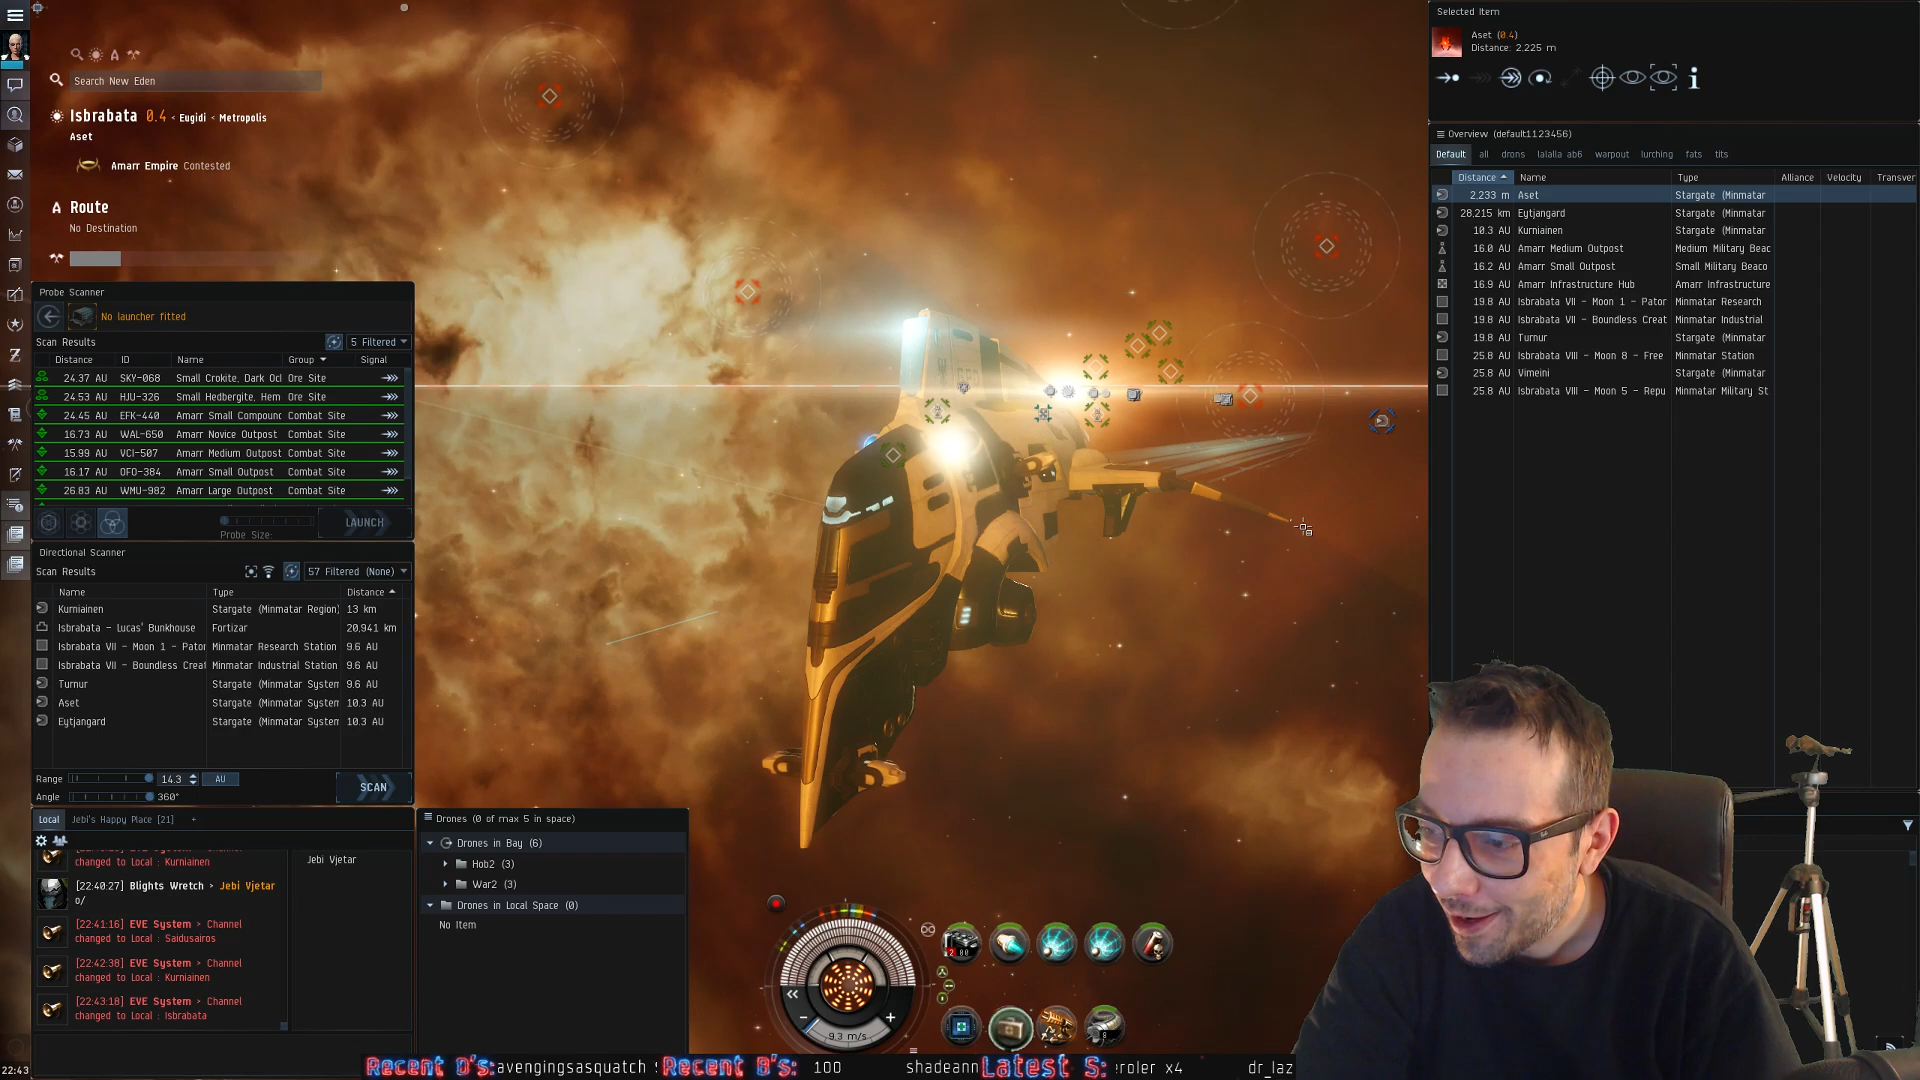 Search New Eden
Isbrabata 0.4 < Eugidi < Metropolis
Aset
Amarr Empire Contested
Route
No Destination
Probe Scanner
No launcher fitted
Scan Results 5 Filtered
Distance ID Name Group Signal
24.37 AU SKY-068 Small Crokite, Dark Ocl Ore Site
24.53 AU HJU-326 Small Hedbergite, Hem Ore Site
24.45 AU EFK-440 Amarr Small Compound Combat Site
16.73 AU WAL-650 Amarr Novice Outpost Combat Site
15.99 AU VCI-507 Amarr Medium Outpost Combat Site
16.17 AU OFO-384 Amarr Small Outpost Combat Site
26.83 AU WMU-982 Amarr Large Outpost Combat Site
LAUNCH
Probe Size:
Directional Scanner
Scan Results 57 Filtered (None)
Name Type Distance
Kurniainen Stargate (Minmatar Region) 13 km
Isbrabata - Lucas' Bunkhouse Fortizar 20,941 km
Isbrabata VII - Moon 1 - Pator Minmatar Research Station 9.6 AU
Isbrabata VII - Boundless Creat Minmatar Industrial Station 9.6 AU
Turnur Stargate (Minmatar System 9.6 AU
Aset Stargate (Minmatar System 10.3 AU
Eytjangard Stargate (Minmatar System 10.3 AU
Range 14.3 AU
Angle 360°
SCAN
Local Jebi's Happy Place [21] +
changed to Local : Kurniainen
[22:40:27] Blights Wretch > Jebi Vjetar
o/
[22:41:16] EVE System > Channel
changed to Local : Saidusairos
[22:42:38] EVE System > Channel
changed to Local : Kurniainen
[22:43:18] EVE System > Channel
changed to Local : Isbrabata
Jebi Vjetar
22:43
Drones (0 of max 5 in space)
Drones in Bay (6)
Hob2 (3)
War2 (3)
Drones in Local Space (0)
No Item
9.3 m/s
Selected Item
Aset (0.4)
Distance: 2,225 m
Overview (default1123456)
Default all drons lalalla ab6 warpout lurching fats tits
Distance Name Type Alliance Velocity Transver
2,233 m Aset Stargate (Minmatar
28,215 km Eytjangard Stargate (Minmatar
10.3 AU Kurniainen Stargate (Minmatar
16.0 AU Amarr Medium Outpost Medium Military Beac
16.2 AU Amarr Small Outpost Small Military Beaco
16.9 AU Amarr Infrastructure Hub Amarr Infrastructure
19.8 AU Isbrabata VII - Moon 1 - Pator Minmatar Research
19.8 AU Isbrabata VII - Boundless Creat Minmatar Industrial
19.8 AU Turnur Stargate (Minmatar
25.8 AU Isbrabata VIII - Moon 8 - Free Minmatar Station
25.8 AU Vimeini Stargate (Minmatar
25.8 AU Isbrabata VIII - Moon 5 - Repu Minmatar Military St
Recent D's: avengingsasquatch Recent B's: 100 shadeann Latest S: eroler x4 dr_laz